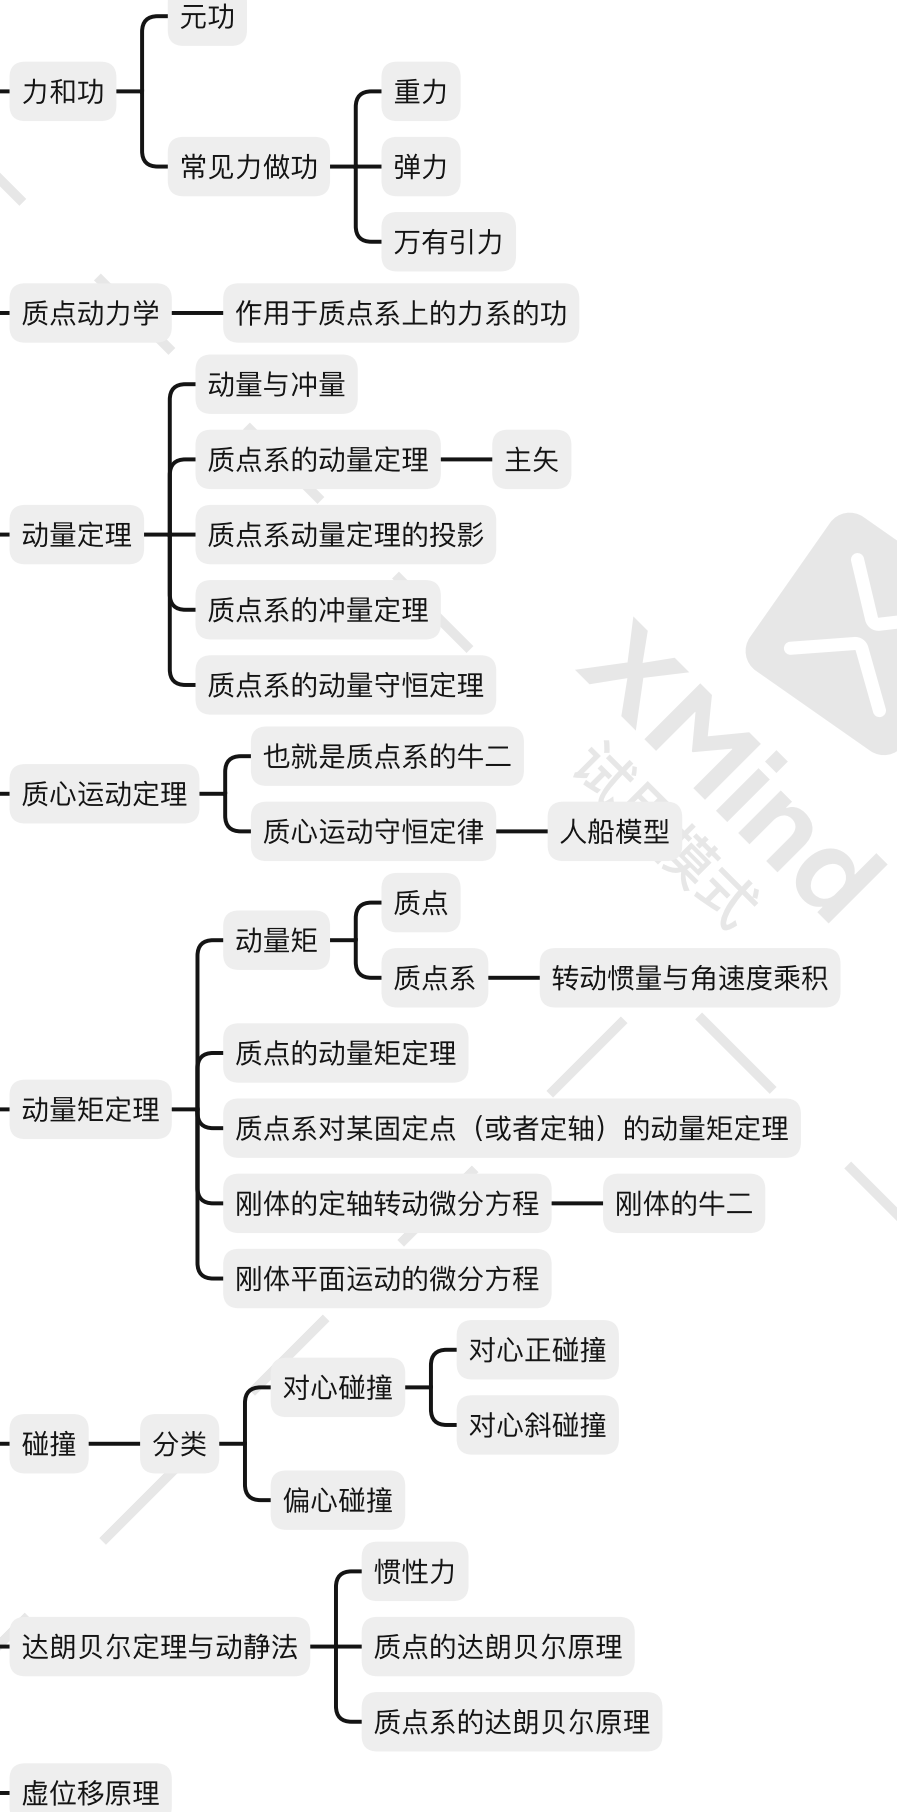 元功
力和功
重力
常见力做功
弹力
万有引力
质点动力学
作用于质点系上的力系的功
动量与冲量
质点系的动量定理
主矢
动量定理
质点系动量定理的投影
质点系的冲量定理
质点系的动量守恒定理
也就是质点系的牛二
质心运动定理
质心运动守恒定律
人船模型
质点
动量矩
质点系
转动惯量与角速度乘积
质点的动量矩定理
动量矩定理
质点系对某固定点（或者定轴）的动量矩定理
刚体的定轴转动微分方程
刚体的牛二
刚体平面运动的微分方程
对心正碰撞
对心碰撞
对心斜碰撞
碰撞
分类
偏心碰撞
惯性力
达朗贝尔定理与动静法
质点的达朗贝尔原理
质点系的达朗贝尔原理
虚位移原理
XMind
试用模式